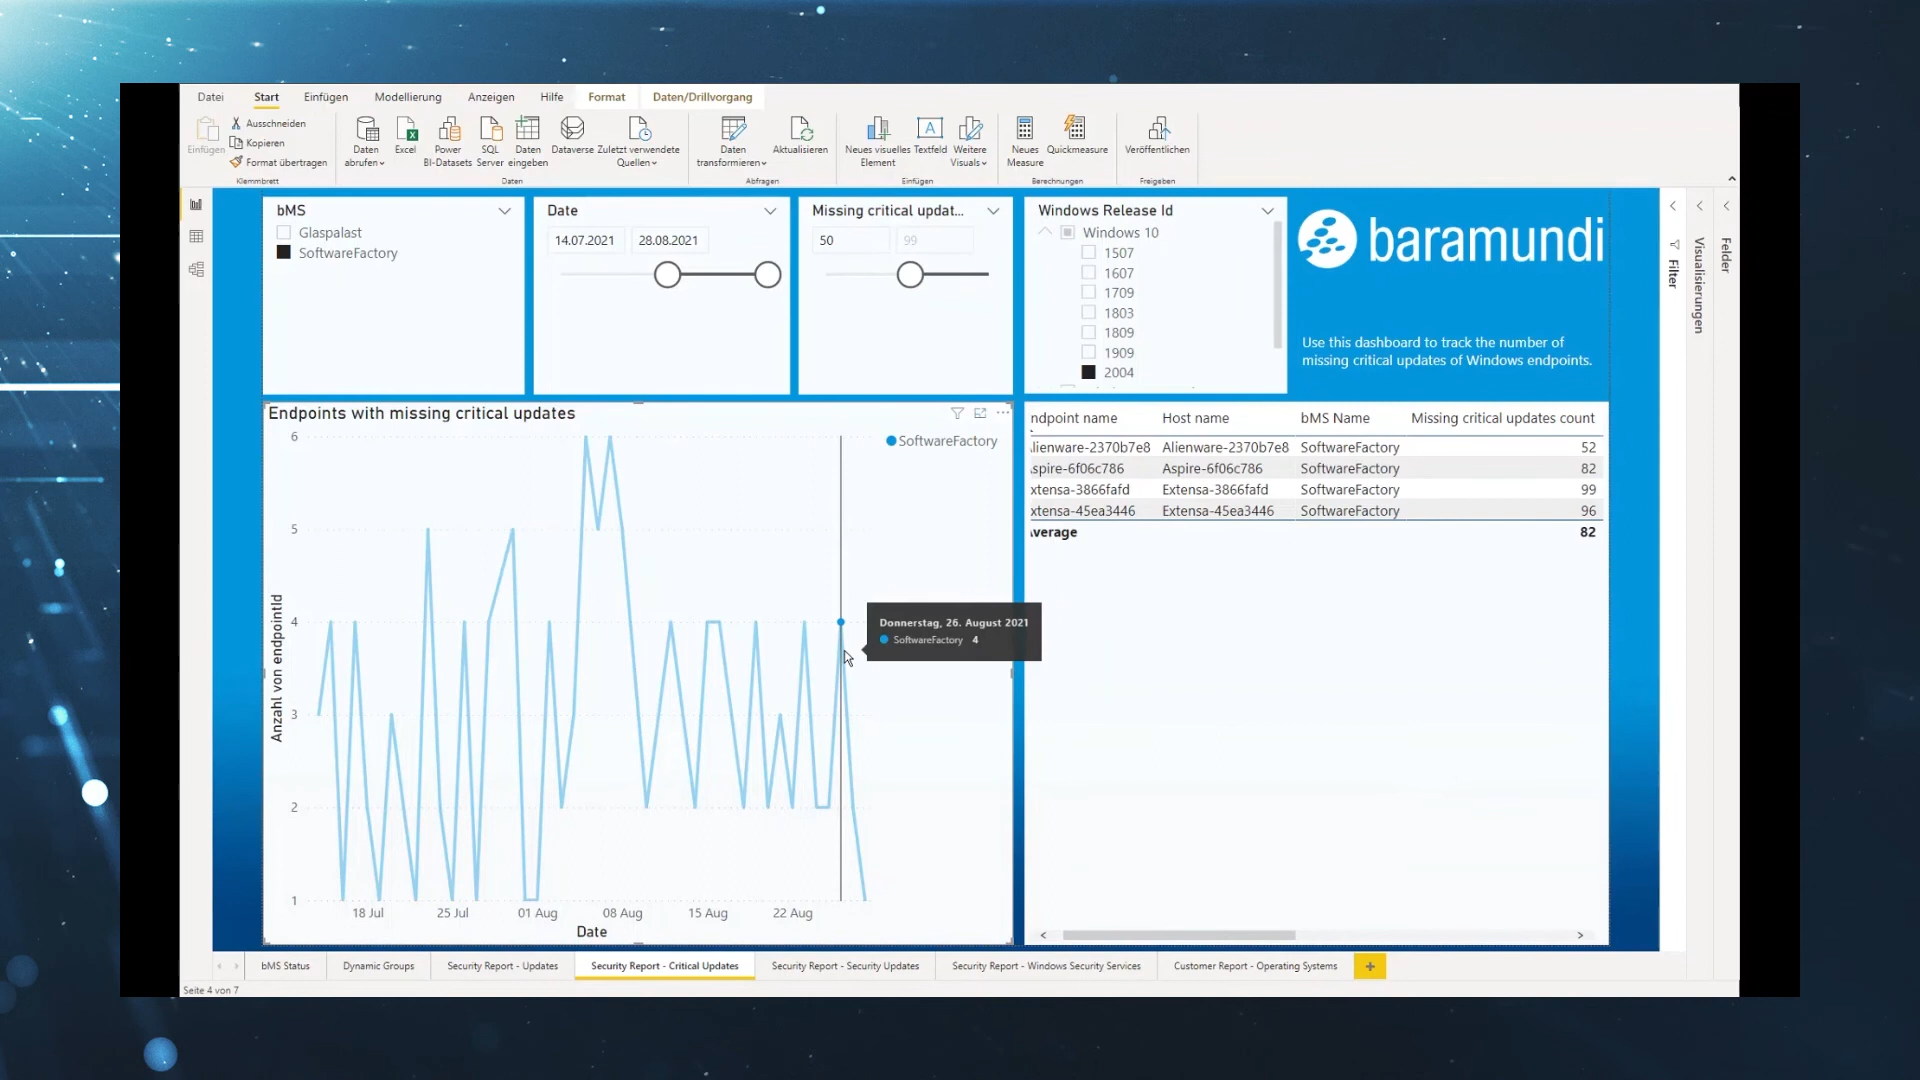 Datei Start Einfügen Modellierung Anzeigen Hilfe Format Daten/Drillvorgang
Einfügen
Ausschneiden
Kopieren
Format übertragen
Klemmbrett
Daten abrufen
Excel
Power BI-Datasets
SQL Server
Daten eingeben
Dataverse
Zuletzt verwendete Quellen
Daten
Daten transformieren
Aktualisieren
Abfragen
Neues visuelles Element
Textfeld
Weitere Visuals
Einfügen
Neues Measure
Quickmeasure
Berechnungen
Veröffentlichen
Freigeben
bMS
Glaspalast
SoftwareFactory
Date
14.07.2021 28.08.2021
Missing critical updat...
50 99
Windows Release Id
Windows 10
1507
1607
1709
1803
1809
1909
2004
baramundi
Use this dashboard to track the number of
missing critical updates of Windows endpoints.
Filter
Visualisierungen
Felder
Endpoints with missing critical updates
SoftwareFactory
Anzahl von endpointId
6
5
4
3
2
1
18 Jul 25 Jul 01 Aug 08 Aug 15 Aug 22 Aug
Date
Donnerstag, 26. August 2021
SoftwareFactory 4
ndpoint name Host name bMS Name Missing critical updates count
lienware-2370b7e8 Alienware-2370b7e8 SoftwareFactory 52
spire-6f06c786 Aspire-6f06c786 SoftwareFactory 82
xtensa-3866fafd Extensa-3866fafd SoftwareFactory 99
xtensa-45ea3446 Extensa-45ea3446 SoftwareFactory 96
verage 82
bMS Status Dynamic Groups Security Report - Updates Security Report - Critical Updates Security Report - Security Updates Security Report - Windows Security Services Customer Report - Operating Systems +
Seite 4 von 7